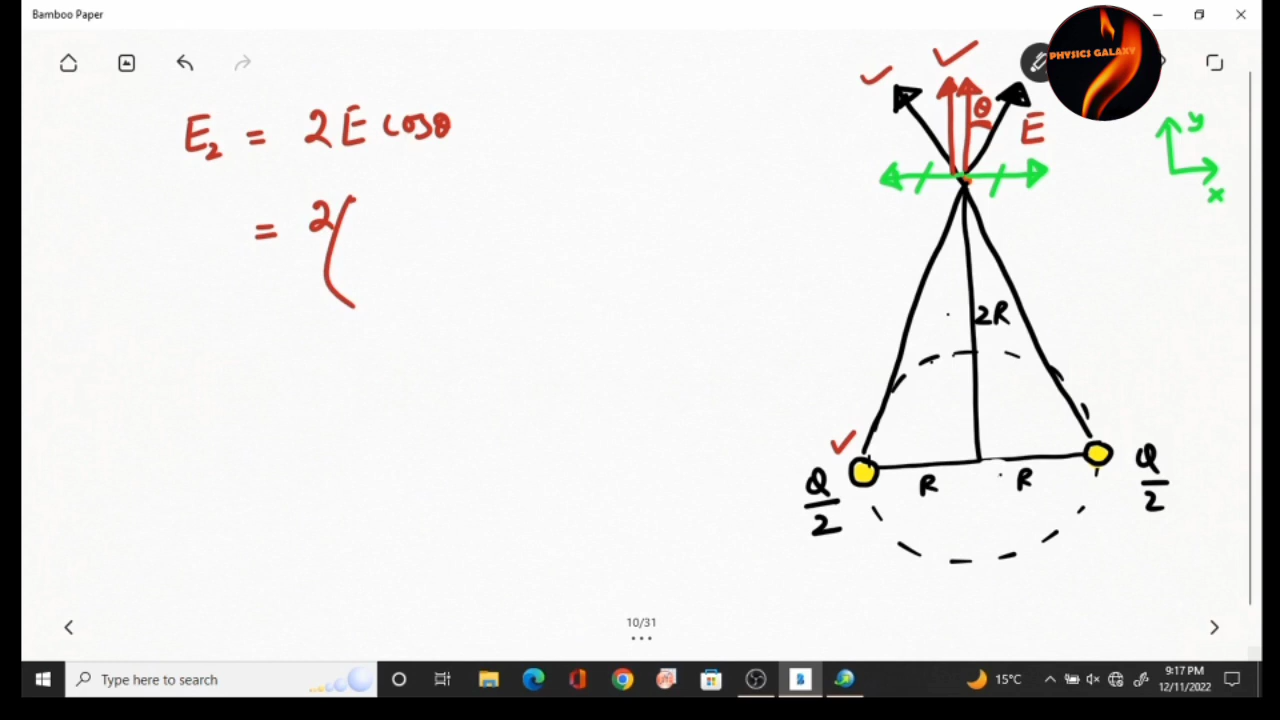 Bamboo Paper
PHYSICS GALAXY
E₂ = 2 E cosθ
= 2 (
θ
E
y
x
2R
R
R
Q/2
Q/2
10/31
Type here to search
15°C
9:17 PM
12/11/2022